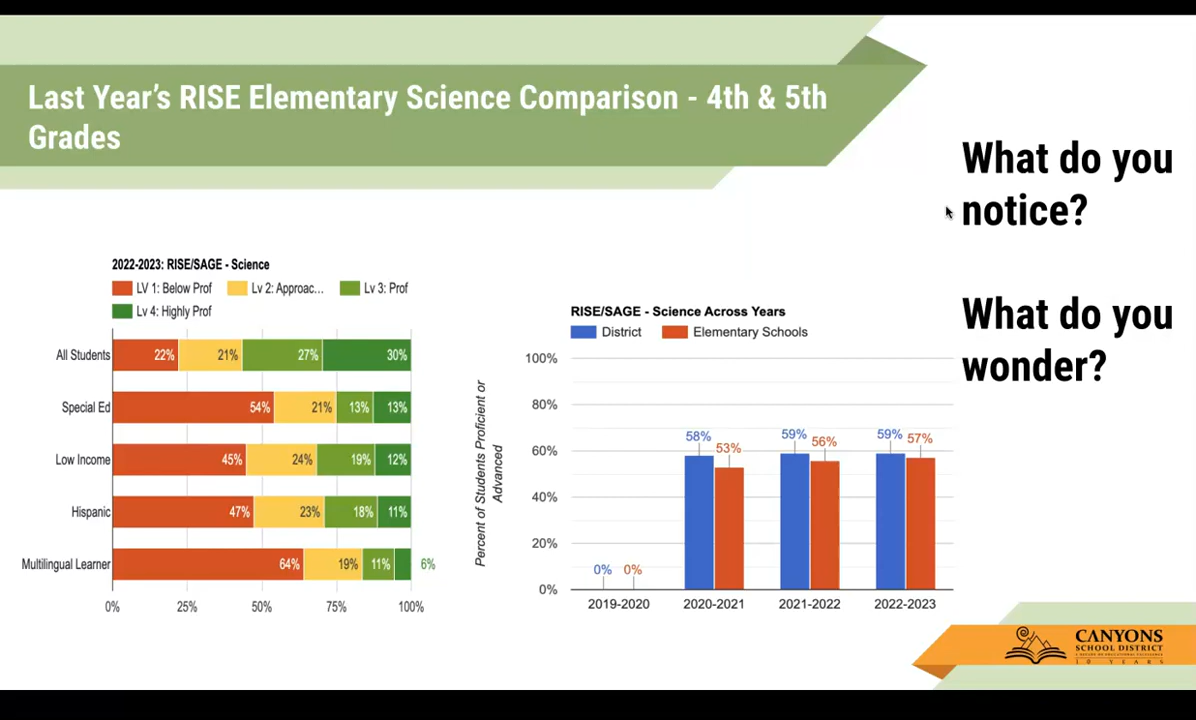 Last Year's RISE Elementary Science Comparison - 4th & 5th
Grades
What do you
notice?
What do you
wonder?
2022-2023: RISE/SAGE - Science
LV 1: Below Prof
Lv 2: Approac...
Lv 3: Prof
Lv 4: Highly Prof
All Students
22%
21%
27%
30%
Special Ed
54%
21%
13%
13%
Low Income
45%
24%
19%
12%
Hispanic
47%
23%
18%
11%
Multilingual Learner
64%
19%
11%
6%
0%
25%
50%
75%
100%
RISE/SAGE - Science Across Years
District
Elementary Schools
Percent of Students Proficient or
Advanced
100%
80%
60%
40%
20%
0%
0%
0%
58%
53%
59%
56%
59%
57%
2019-2020
2020-2021
2021-2022
2022-2023
CANYONS
SCHOOL DISTRICT
10 YEARS